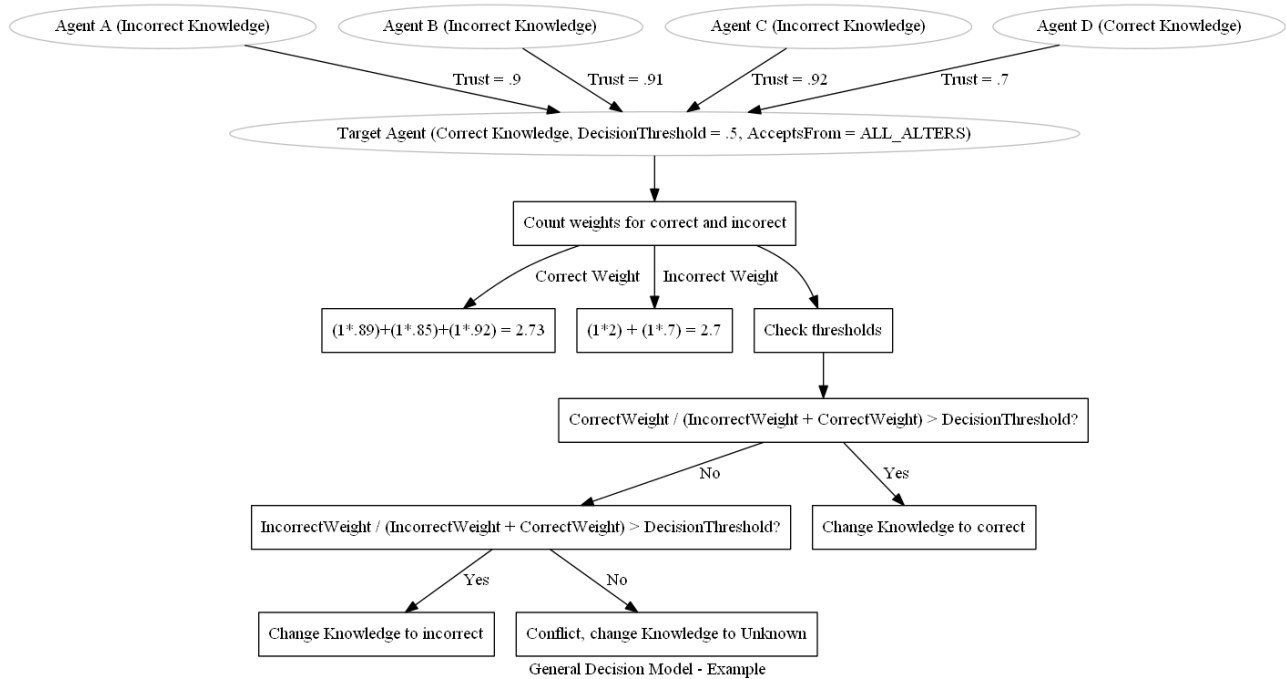 Agent A (Incorrect Knowledge)
Agent B (Incorrect Knowledge)
Agent C (Incorrect Knowledge)
Agent D (Correct Knowledge)
Trust = .9
Trust = .91
Trust = .92
Trust = .7
Target Agent (Correct Knowledge, DecisionThreshold = .5, AcceptsFrom = ALL_ALTERS)
Count weights for correct and incorect
Correct Weight
Incorrect Weight
(1*.89)+(1*.85)+(1*.92) = 2.73
(1*2) + (1*.7) = 2.7
Check thresholds
CorrectWeight / (IncorrectWeight + CorrectWeight) > DecisionThreshold?
No
Yes
IncorrectWeight / (IncorrectWeight + CorrectWeight) > DecisionThreshold?
Change Knowledge to correct
Yes
No
Change Knowledge to incorrect
Conflict, change Knowledge to Unknown
General Decision Model - Example